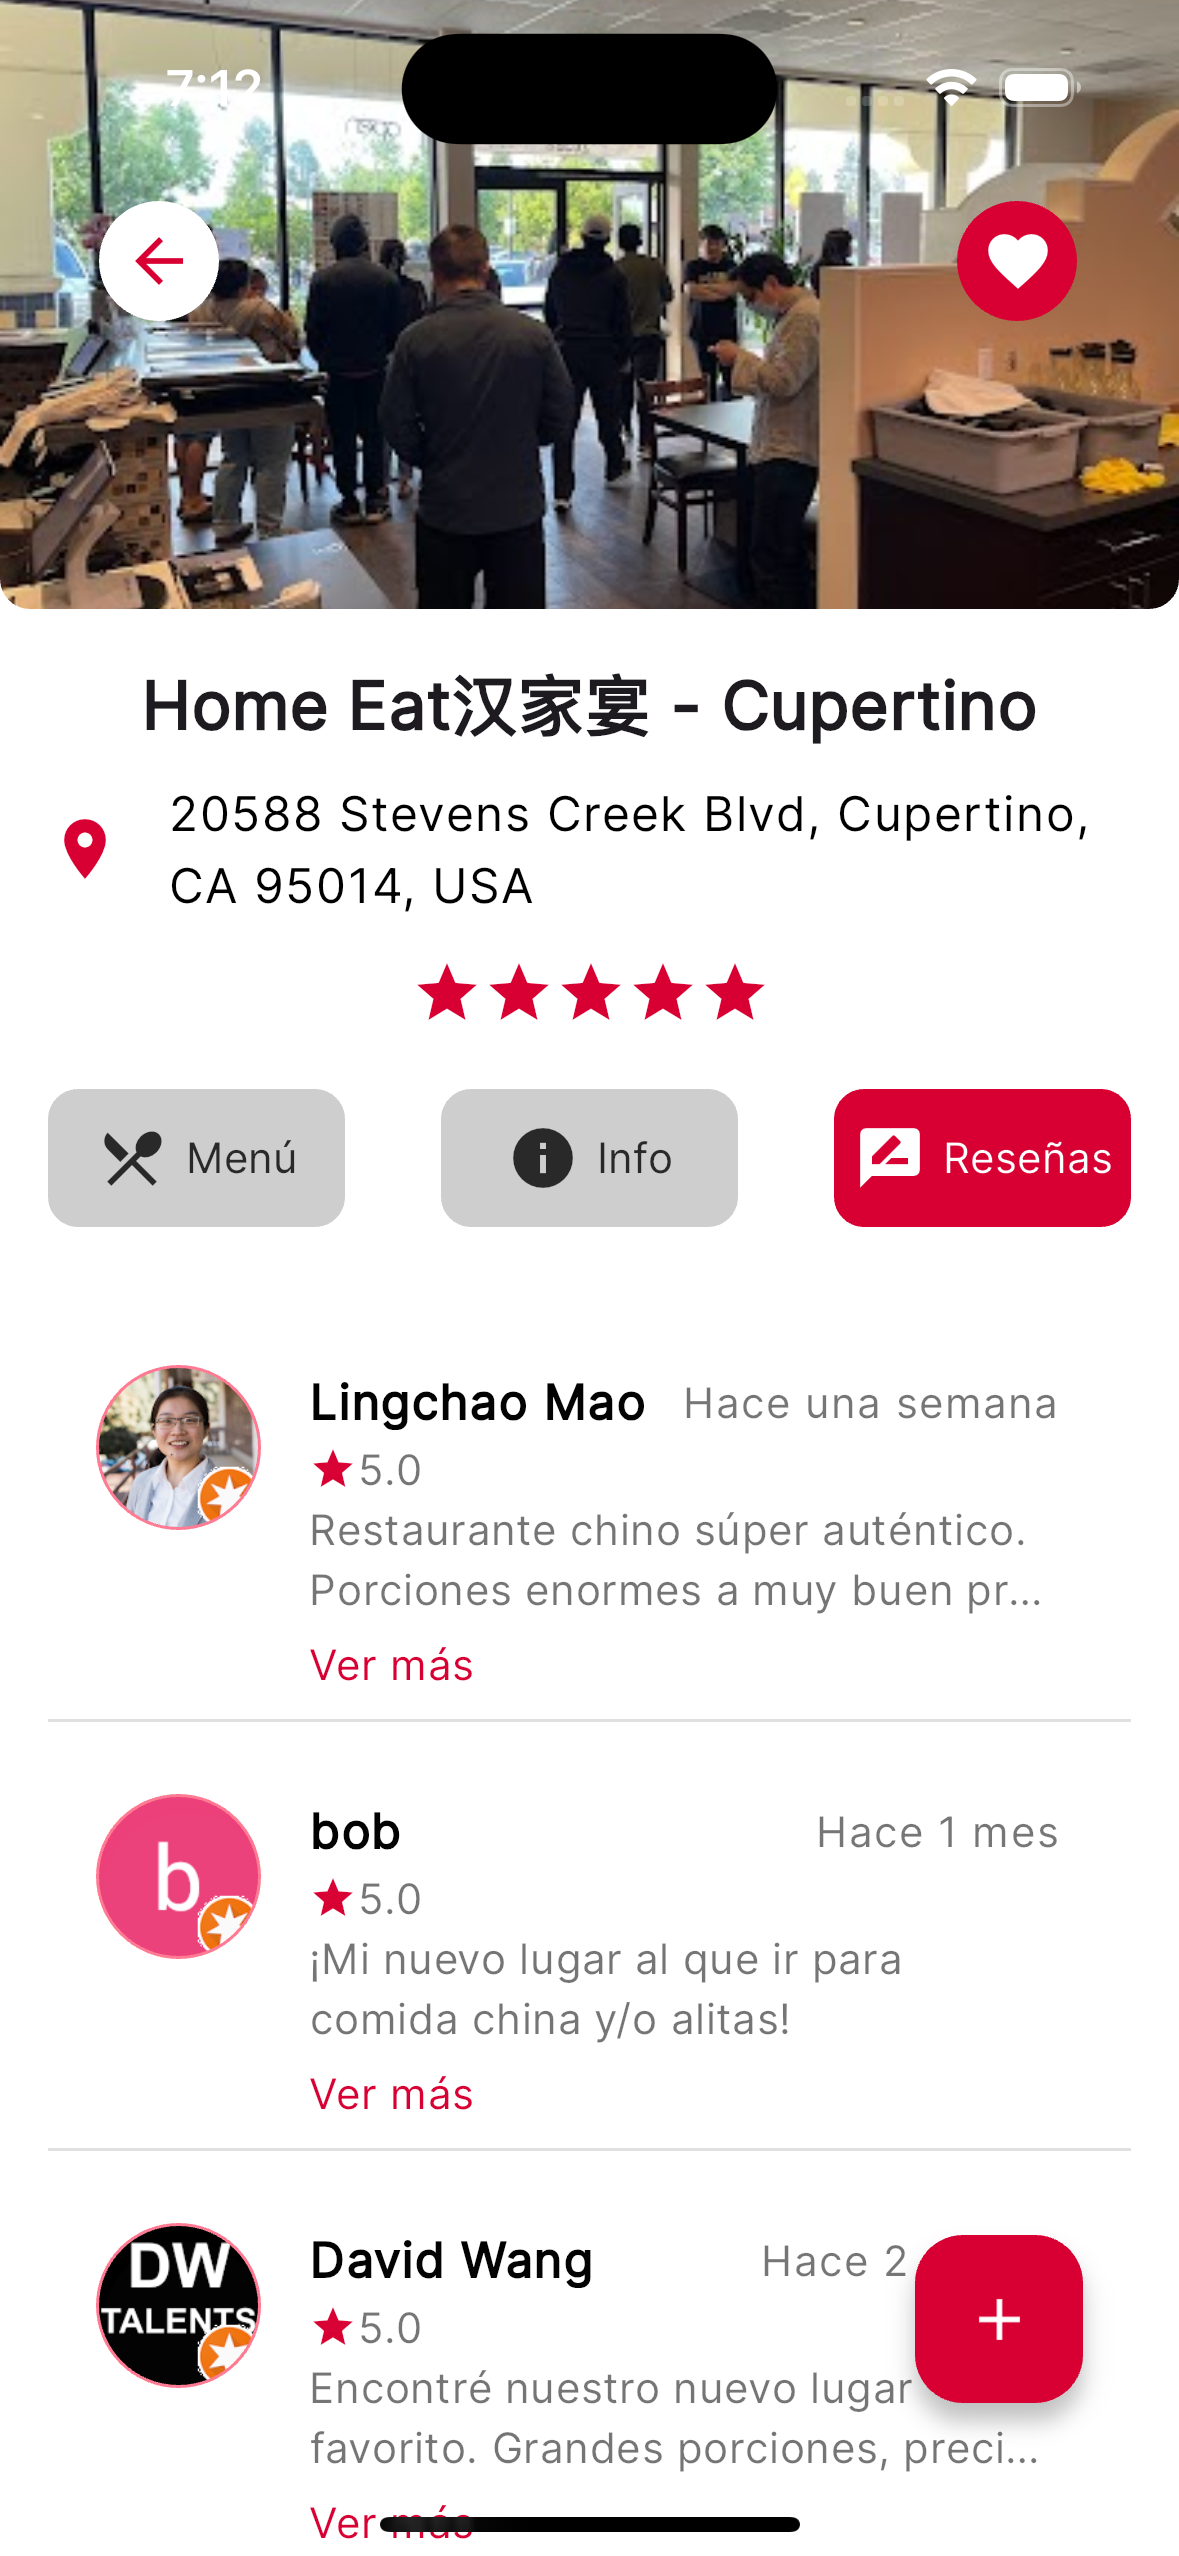 7:12
Home Eat汉家宴 - Cupertino
20588 Stevens Creek Blvd, Cupertino,
CA 95014, USA
Menú
Info
Reseñas
Lingchao Mao Hace una semana
5.0
Restaurante chino súper auténtico.
Porciones enormes a muy buen pr...
Ver más
b
bob Hace 1 mes
5.0
¡Mi nuevo lugar al que ir para
comida china y/o alitas!
Ver más
DW
TALENTS
David Wang Hace 2
5.0
Encontré nuestro nuevo lugar
favorito. Grandes porciones, preci...
Ver más